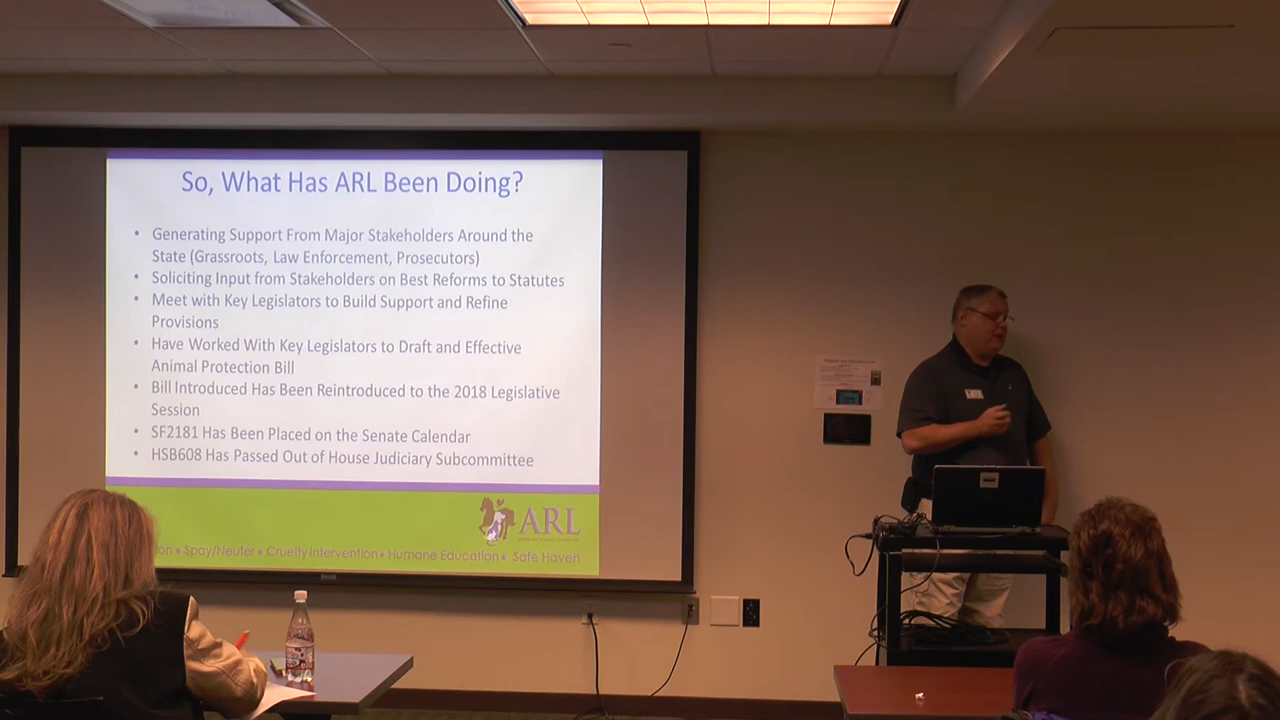 So, What Has ARL Been Doing?
• Generating Support From Major Stakeholders Around the
State (Grassroots, Law Enforcement, Prosecutors)
• Soliciting Input from Stakeholders on Best Reforms to Statutes
• Meet with Key Legislators to Build Support and Refine
Provisions
• Have Worked With Key Legislators to Draft and Effective
Animal Protection Bill
• Bill Introduced Has Been Reintroduced to the 2018 Legislative
Session
• SF2181 Has Been Placed on the Senate Calendar
• HSB608 Has Passed Out of House Judiciary Subcommittee
ARL
• Spay/Neuter • Cruelty Intervention • Humane Education • Safe Haven